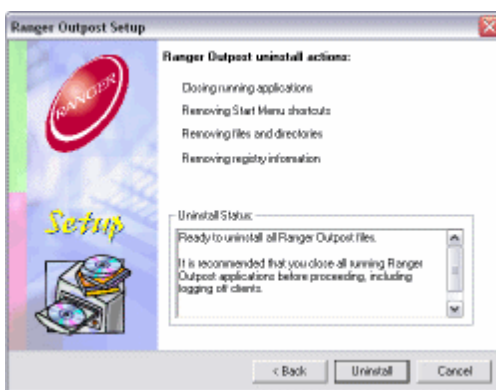 Ranger Outpost Setup
RANGER
Ranger Outpost uninstall actions:
Closing running applications
Removing Start Menu shortcuts
Removing files and directories
Removing registry information
Setup
Uninstall Status:
Ready to uninstall all Ranger Outpost files.
It is recommended that you close all running Ranger
Outpost applications before proceeding, including
logging off clients.
< Back
Uninstall
Cancel